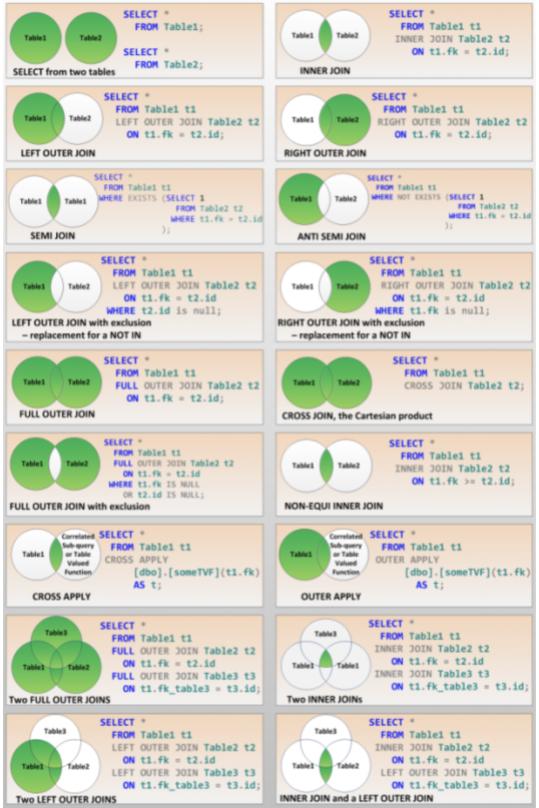 Table1 Table2
SELECT *
FROM Table1;
SELECT *
FROM Table2;
SELECT from two tables
Table1 Table2
SELECT *
FROM Table1 t1
INNER JOIN Table2 t2
ON t1.fk = t2.id;
INNER JOIN
Table1 Table2
SELECT *
FROM Table1 t1
LEFT OUTER JOIN Table2 t2
ON t1.fk = t2.id;
LEFT OUTER JOIN
Table1 Table2
SELECT *
FROM Table1 t1
RIGHT OUTER JOIN Table2 t2
ON t1.fk = t2.id;
RIGHT OUTER JOIN
Table1 Table1
SELECT *
FROM Table1 t1
WHERE EXISTS (SELECT 1
FROM Table2 t2
WHERE t1.fk = t2.id
);
SEMI JOIN
Table1 Table2
SELECT *
FROM Table1 t1
WHERE NOT EXISTS (SELECT 1
FROM Table2 t2
WHERE t1.fk = t2.id
);
ANTI SEMI JOIN
Table1 Table2
SELECT *
FROM Table1 t1
LEFT OUTER JOIN Table2 t2
ON t1.fk = t2.id
WHERE t2.id is null;
LEFT OUTER JOIN with exclusion
– replacement for a NOT IN
Table1 Table2
SELECT *
FROM Table1 t1
RIGHT OUTER JOIN Table2 t2
ON t1.fk = t2.id
WHERE t1.fk is null;
RIGHT OUTER JOIN with exclusion
– replacement for a NOT IN
Table1 Table2
SELECT *
FROM Table1 t1
FULL OUTER JOIN Table2 t2
ON t1.fk = t2.id;
FULL OUTER JOIN
Table1 Table2
SELECT *
FROM Table1 t1
CROSS JOIN Table2 t2;
CROSS JOIN, the Cartesian product
Table1 Table2
SELECT *
FROM Table1 t1
FULL OUTER JOIN Table2 t2
ON t1.fk = t2.id
WHERE t1.fk IS NULL
OR t2.id IS NULL;
FULL OUTER JOIN with exclusion
Table1 Table2
SELECT *
FROM Table1 t1
INNER JOIN Table2 t2
ON t1.fk >= t2.id;
NON-EQUI INNER JOIN
Table1
Correlated
Sub-query
or Table
Valued
Function
SELECT *
FROM Table1 t1
CROSS APPLY
[dbo].[someTVF](t1.fk)
AS t;
CROSS APPLY
Table1
Correlated
Sub-query
or Table
Valued
Function
SELECT *
FROM Table1 t1
OUTER APPLY
[dbo].[someTVF](t1.fk)
AS t;
OUTER APPLY
Table3
Table1 Table2
SELECT *
FROM Table1 t1
FULL OUTER JOIN Table2 t2
ON t1.fk = t2.id
FULL OUTER JOIN Table3 t3
ON t1.fk_table3 = t3.id;
Two FULL OUTER JOINS
Table3
Table1 Table1
SELECT *
FROM Table1 t1
INNER JOIN Table2 t2
ON t1.fk = t2.id
INNER JOIN Table3 t3
ON t1.fk_table3 = t3.id;
Two INNER JOINs
Table3
Table1 Table2
SELECT *
FROM Table1 t1
LEFT OUTER JOIN Table2 t2
ON t1.fk = t2.id
LEFT OUTER JOIN Table3 t3
ON t1.fk_table3 = t3.id;
Two LEFT OUTER JOINS
Table3
Table1 Table2
SELECT *
FROM Table1 t1
INNER JOIN Table2 t2
ON t1.fk = t2.id
LEFT OUTER JOIN Table3 t3
ON t1.fk_table3 = t3.id;
INNER JOIN and a LEFT OUTER JOIN